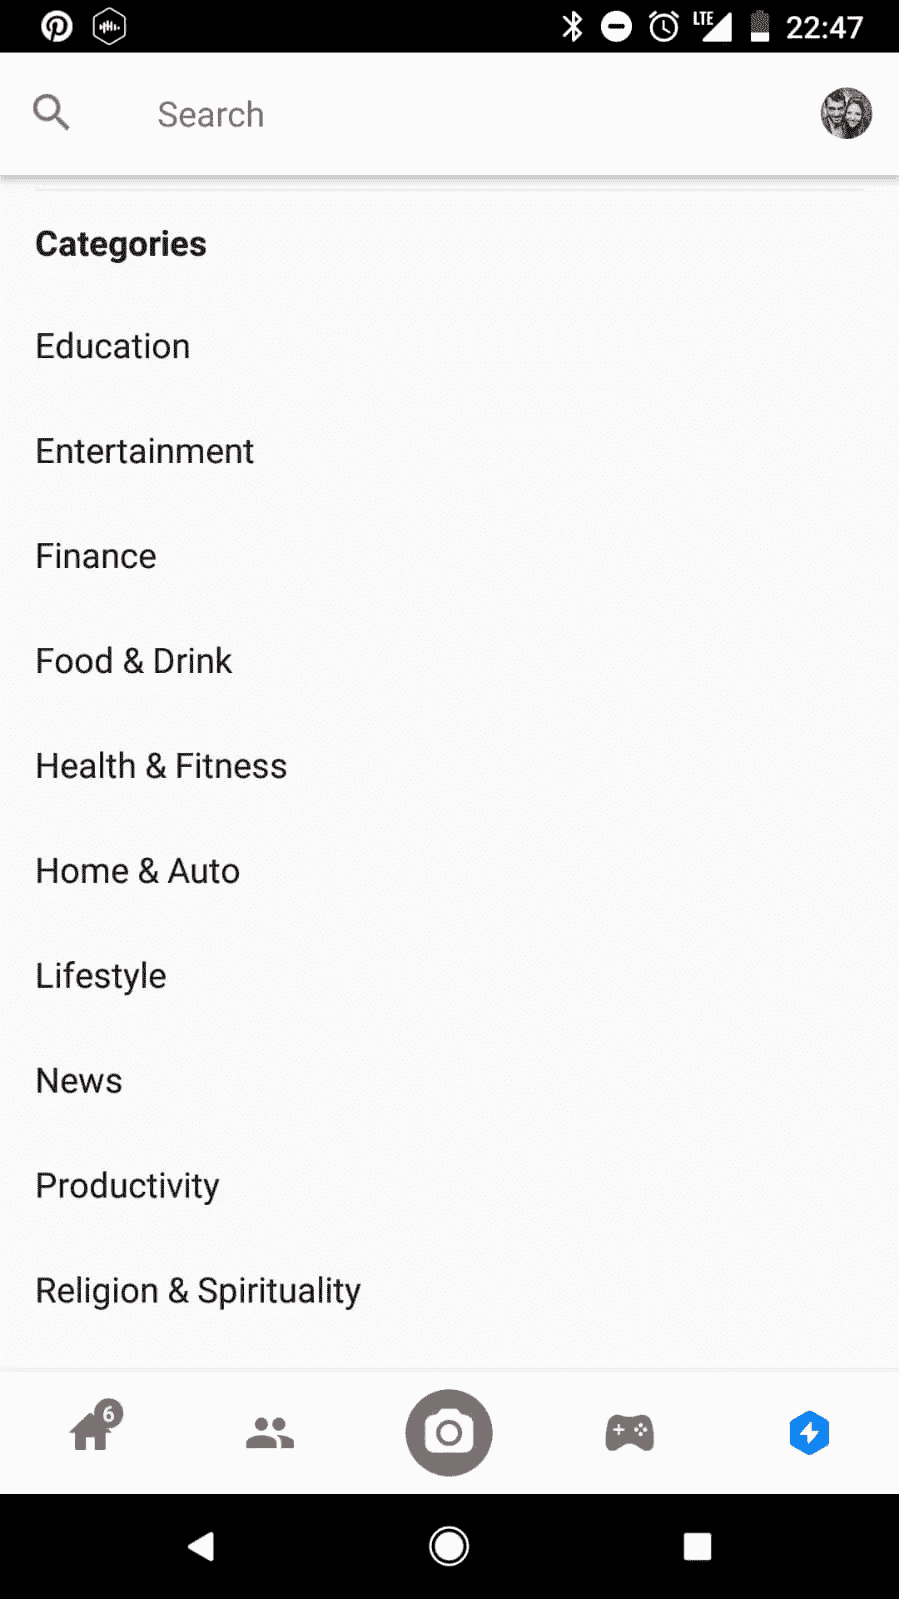 LTE 22:47
Search
Categories
Education
Entertainment
Finance
Food & Drink
Health & Fitness
Home & Auto
Lifestyle
News
Productivity
Religion & Spirituality
6